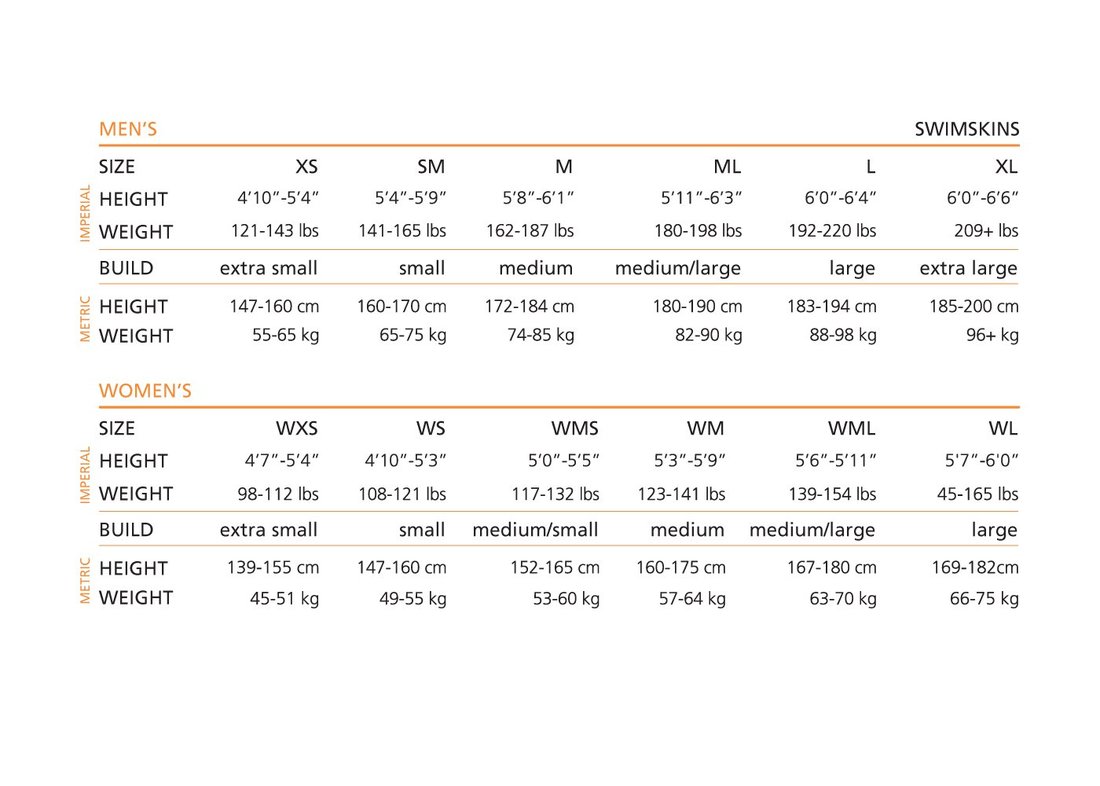 MEN’S SWIMSKINS
SIZE XS SM M ML L XL
IMPERIAL
HEIGHT 4’10”-5’4” 5’4”-5’9” 5’8”-6’1” 5’11”-6’3” 6’0”-6’4” 6’0”-6’6”
WEIGHT 121-143 lbs 141-165 lbs 162-187 lbs 180-198 lbs 192-220 lbs 209+ lbs
BUILD extra small small medium medium/large large extra large
METRIC
HEIGHT 147-160 cm 160-170 cm 172-184 cm 180-190 cm 183-194 cm 185-200 cm
WEIGHT 55-65 kg 65-75 kg 74-85 kg 82-90 kg 88-98 kg 96+ kg
WOMEN’S
SIZE WXS WS WMS WM WML WL
IMPERIAL
HEIGHT 4’7”-5’4” 4’10”-5’3” 5’0”-5’5” 5’3”-5’9” 5’6”-5’11” 5'7”-6'0”
WEIGHT 98-112 lbs 108-121 lbs 117-132 lbs 123-141 lbs 139-154 lbs 45-165 lbs
BUILD extra small small medium/small medium medium/large large
METRIC
HEIGHT 139-155 cm 147-160 cm 152-165 cm 160-175 cm 167-180 cm 169-182cm
WEIGHT 45-51 kg 49-55 kg 53-60 kg 57-64 kg 63-70 kg 66-75 kg